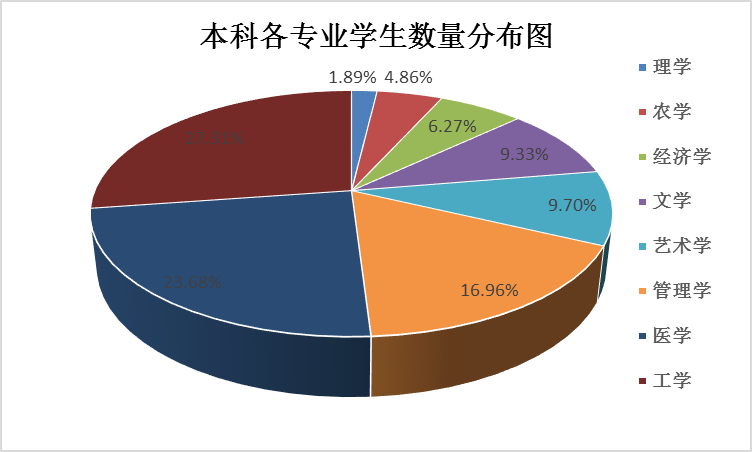 本科各专业学生数量分布图
1.89%
4.86%
6.27%
9.33%
9.70%
16.96%
23.68%
27.31%
理学
农学
经济学
文学
艺术学
管理学
医学
工学